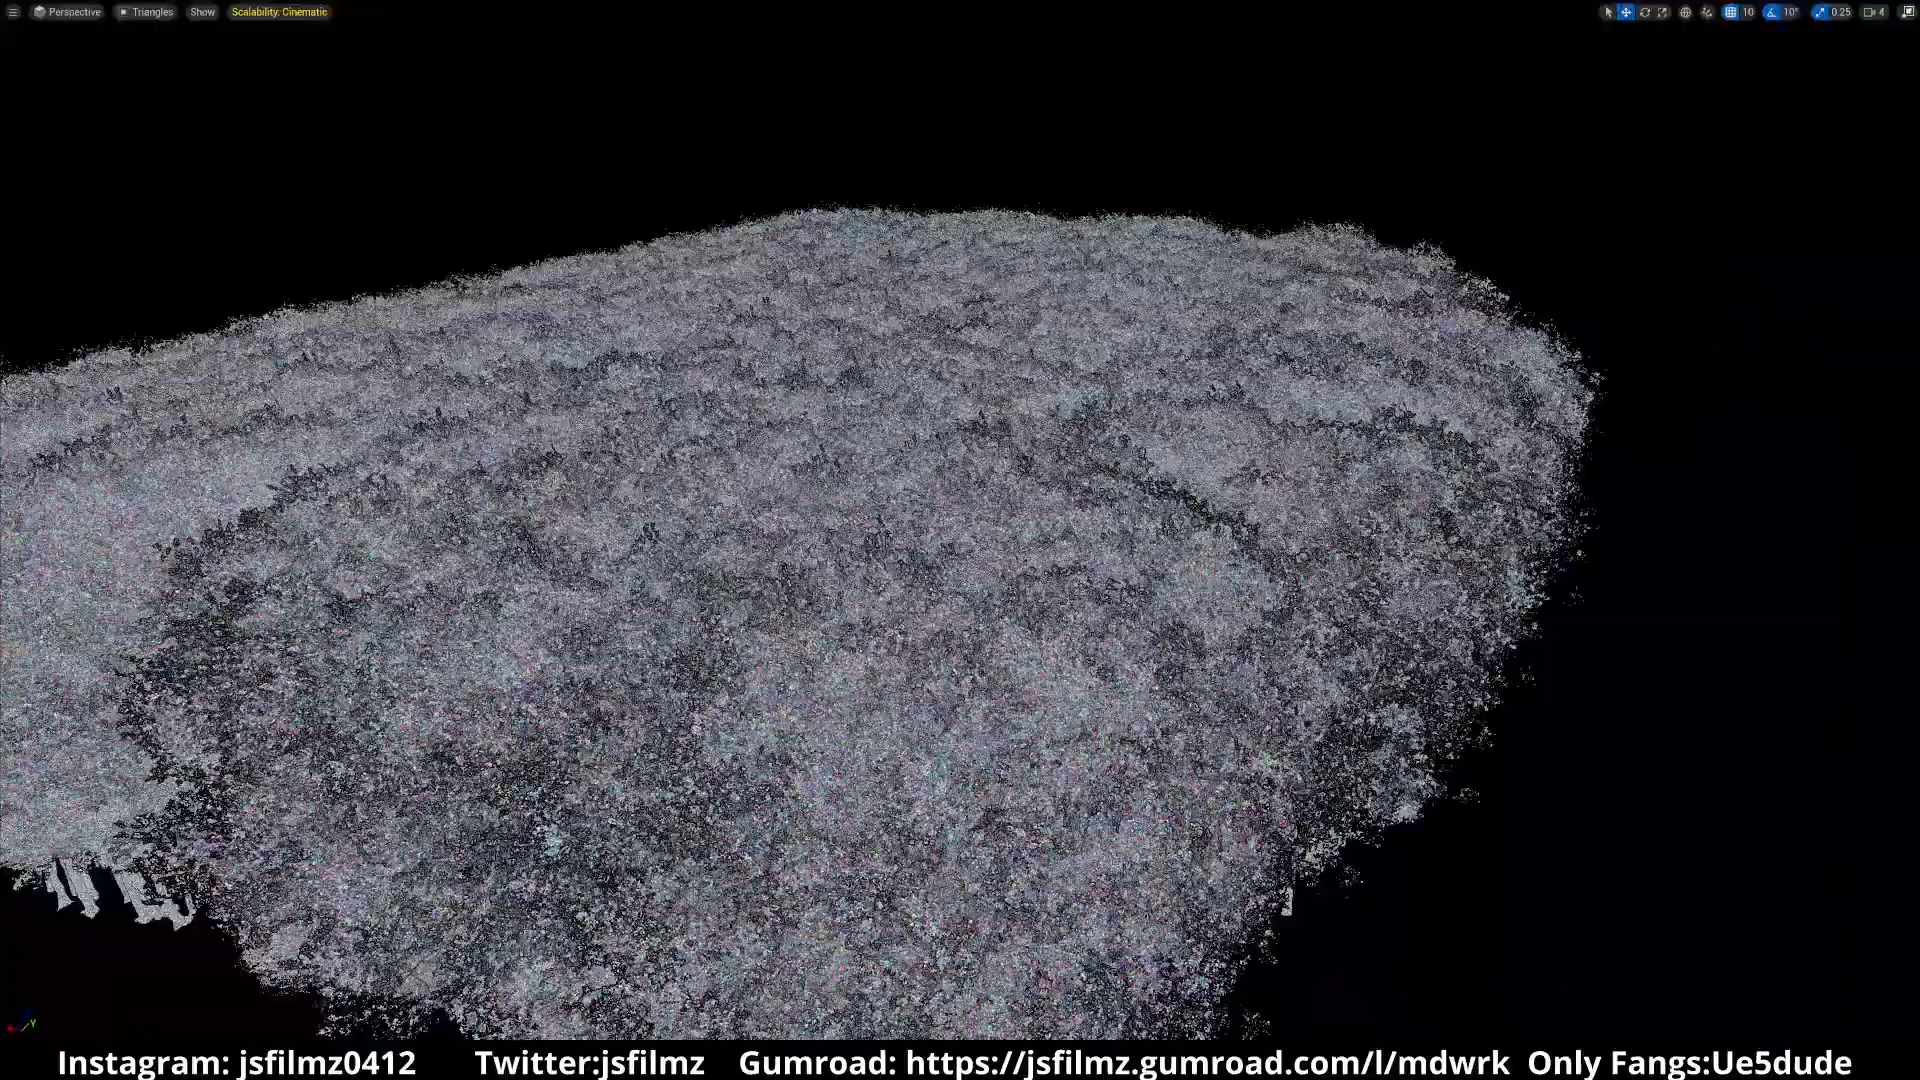 Perspective Triangles Show Scalability: Cinematic 10 10° 0.25 4
Y
Instagram: jsfilmz0412 Twitter:jsfilmz Gumroad: https://jsfilmz.gumroad.com/l/mdwrk Only Fangs:Ue5dude